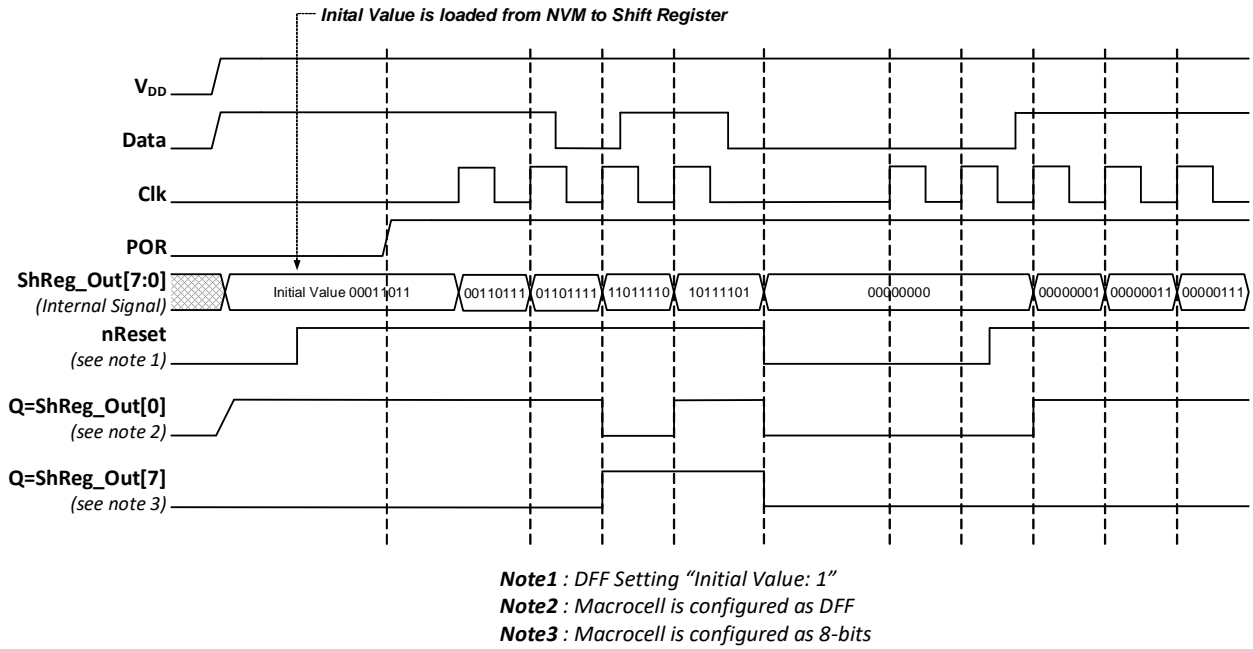 Inital Value is loaded from NVM to Shift Register
VDD
Data
Clk
POR
ShReg_Out[7:0]
(Internal Signal)
Initial Value 00011011
00110111
01101111
11011110
10111101
00000000
00000001
00000011
00000111
nReset
(see note 1)
Q=ShReg_Out[0]
(see note 2)
Q=ShReg_Out[7]
(see note 3)
Note1 : DFF Setting “Initial Value: 1”
Note2 : Macrocell is configured as DFF
Note3 : Macrocell is configured as 8-bits